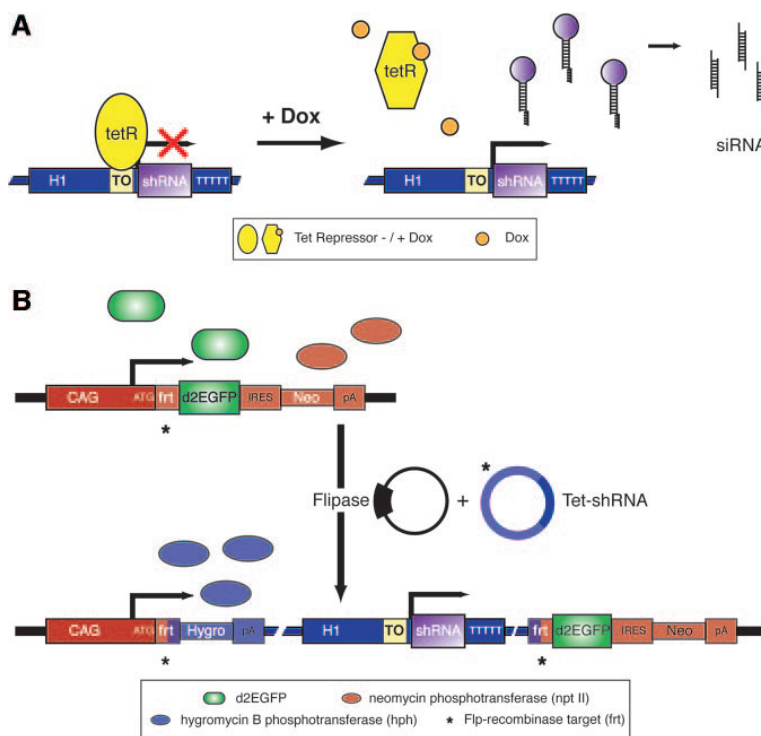 A
tetR
+ Dox
H1 TO shRNA TTTTT
tetR
siRNA
H1 TO shRNA TTTTT
Tet Repressor - / + Dox Dox
B
CAG ATG frt d2EGFP IRES Neo pA
*
Flipase + * Tet-shRNA
CAG ATG frt Hygro pA H1 TO shRNA TTTTT frt d2EGFP IRES Neo pA
* *
d2EGFP neomycin phosphotransferase (npt II)
hygromycin B phosphotransferase (hph) * Flp-recombinase target (frt)